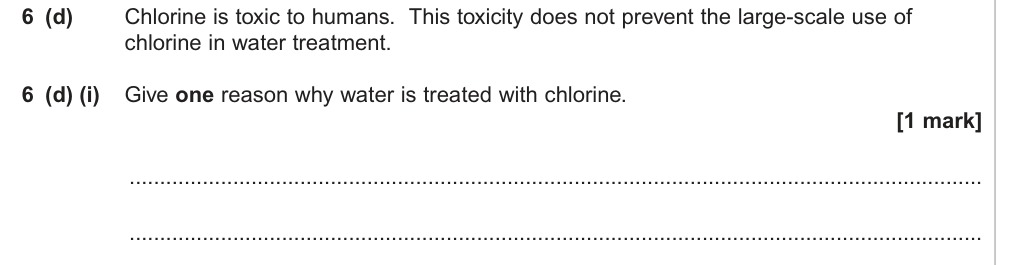 6 (d) Chlorine is toxic to humans. This toxicity does not prevent the large-scale use of
chlorine in water treatment.
6 (d) (i) Give one reason why water is treated with chlorine.
[1 mark]